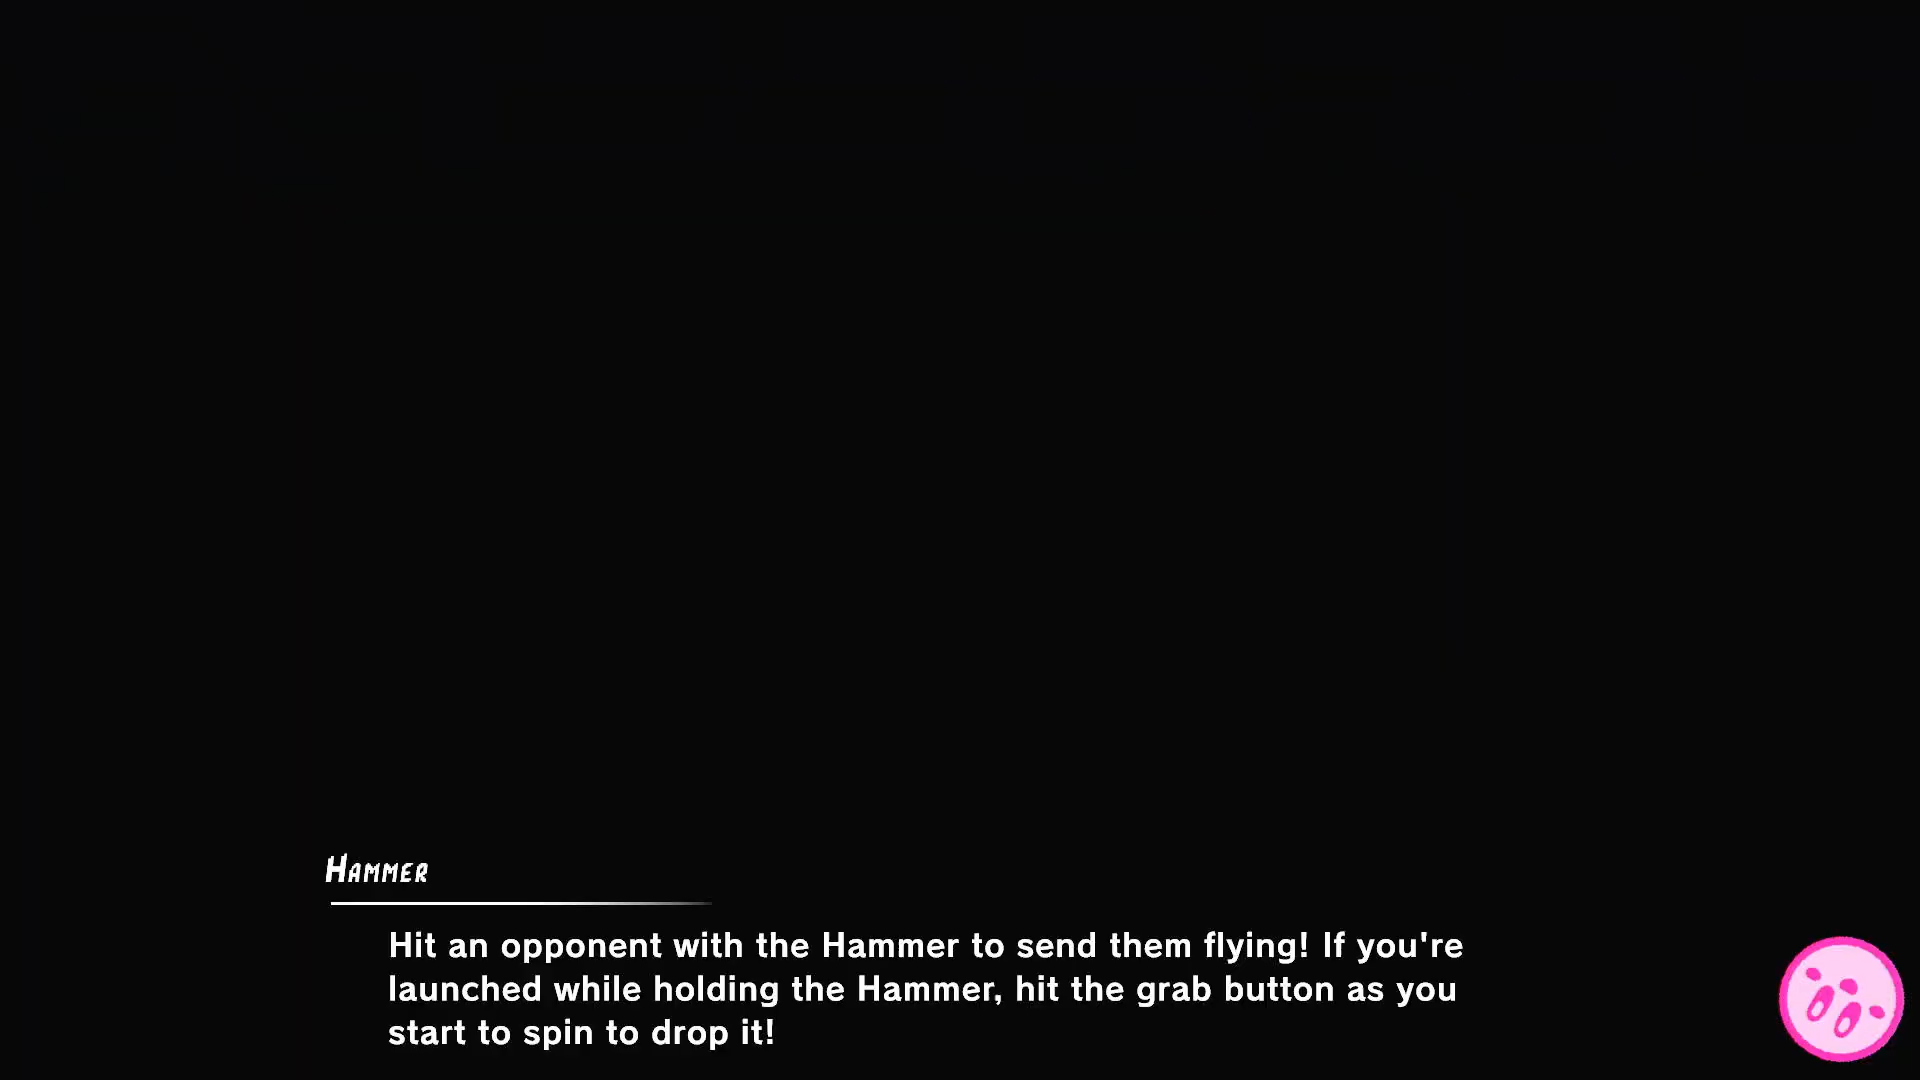 Hammer
Hit an opponent with the Hammer to send them flying! If you're
launched while holding the Hammer, hit the grab button as you
start to spin to drop it!